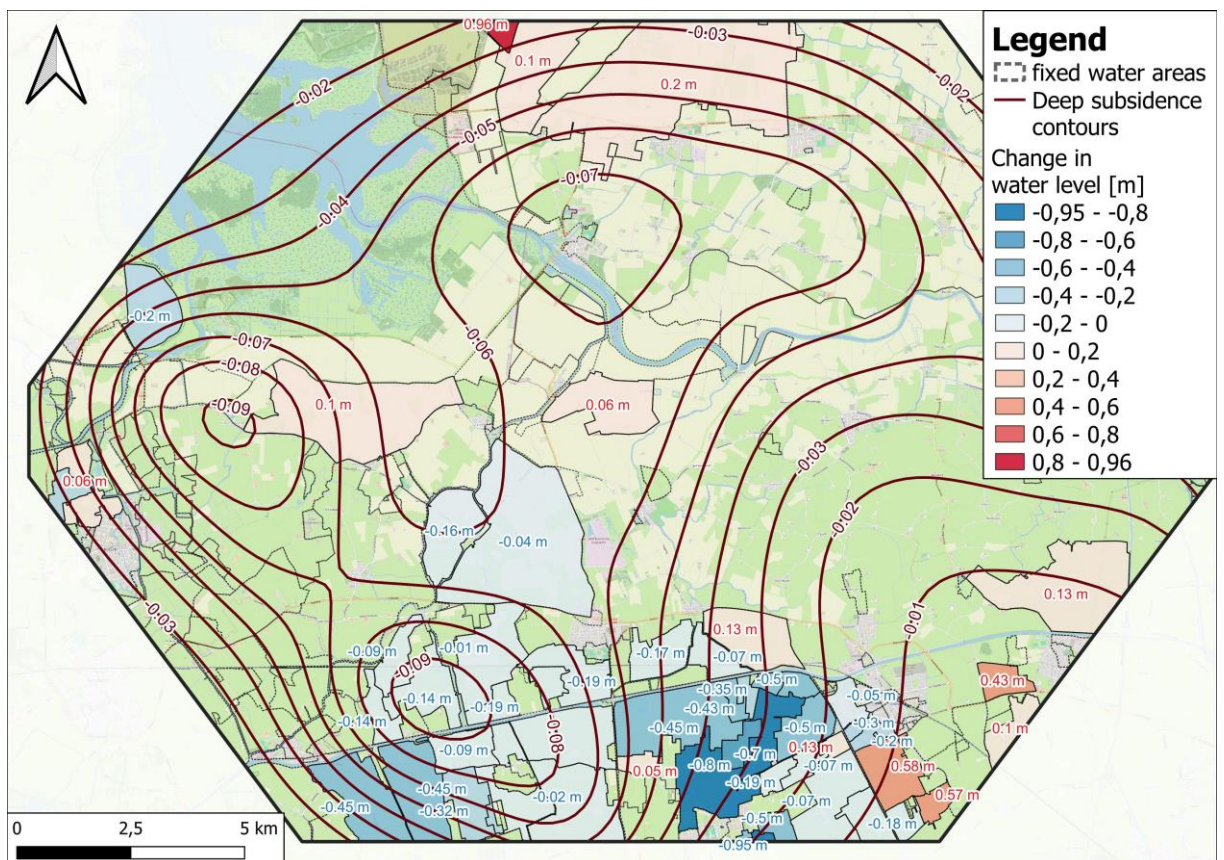 0.96 m
-0.03
-0.02
0.1 m
-0.02
0.2 m
-0.05
-0.04
-0.07
-0.2 m
-0.06
-0.07
-0.08
-0.09
0.1 m
0.06 m
-0.03
0.06 m
-0.02
-0.16 m
-0.04 m
-0.03
-0.01
0.13 m
0.13 m
-0.09 m
-0.01 m
-0.17 m
-0.07 m
-0.09
-0.19 m
-0.5 m
-0.05 m
0.43 m
-0.14 m
-0.19 m
-0.35 m
-0.14 m
-0.43 m
-0.45 m
-0.5 m
-0.3 m
-0.2 m
0.1 m
-0.09 m
-0.08
-0.7 m
0.13 m
0.05 m
-0.8 m
-0.07 m
0.58 m
-0.45 m
-0.19 m
-0.02 m
-0.07 m
0.57 m
-0.45 m
-0.32 m
-0.5 m
-0.18 m
-0.95 m
Legend
fixed water areas
Deep subsidence
contours
Change in
water level [m]
-0,95 - -0,8
-0,8 - -0,6
-0,6 - -0,4
-0,4 - -0,2
-0,2 - 0
0 - 0,2
0,2 - 0,4
0,4 - 0,6
0,6 - 0,8
0,8 - 0,96
0 2,5 5 km